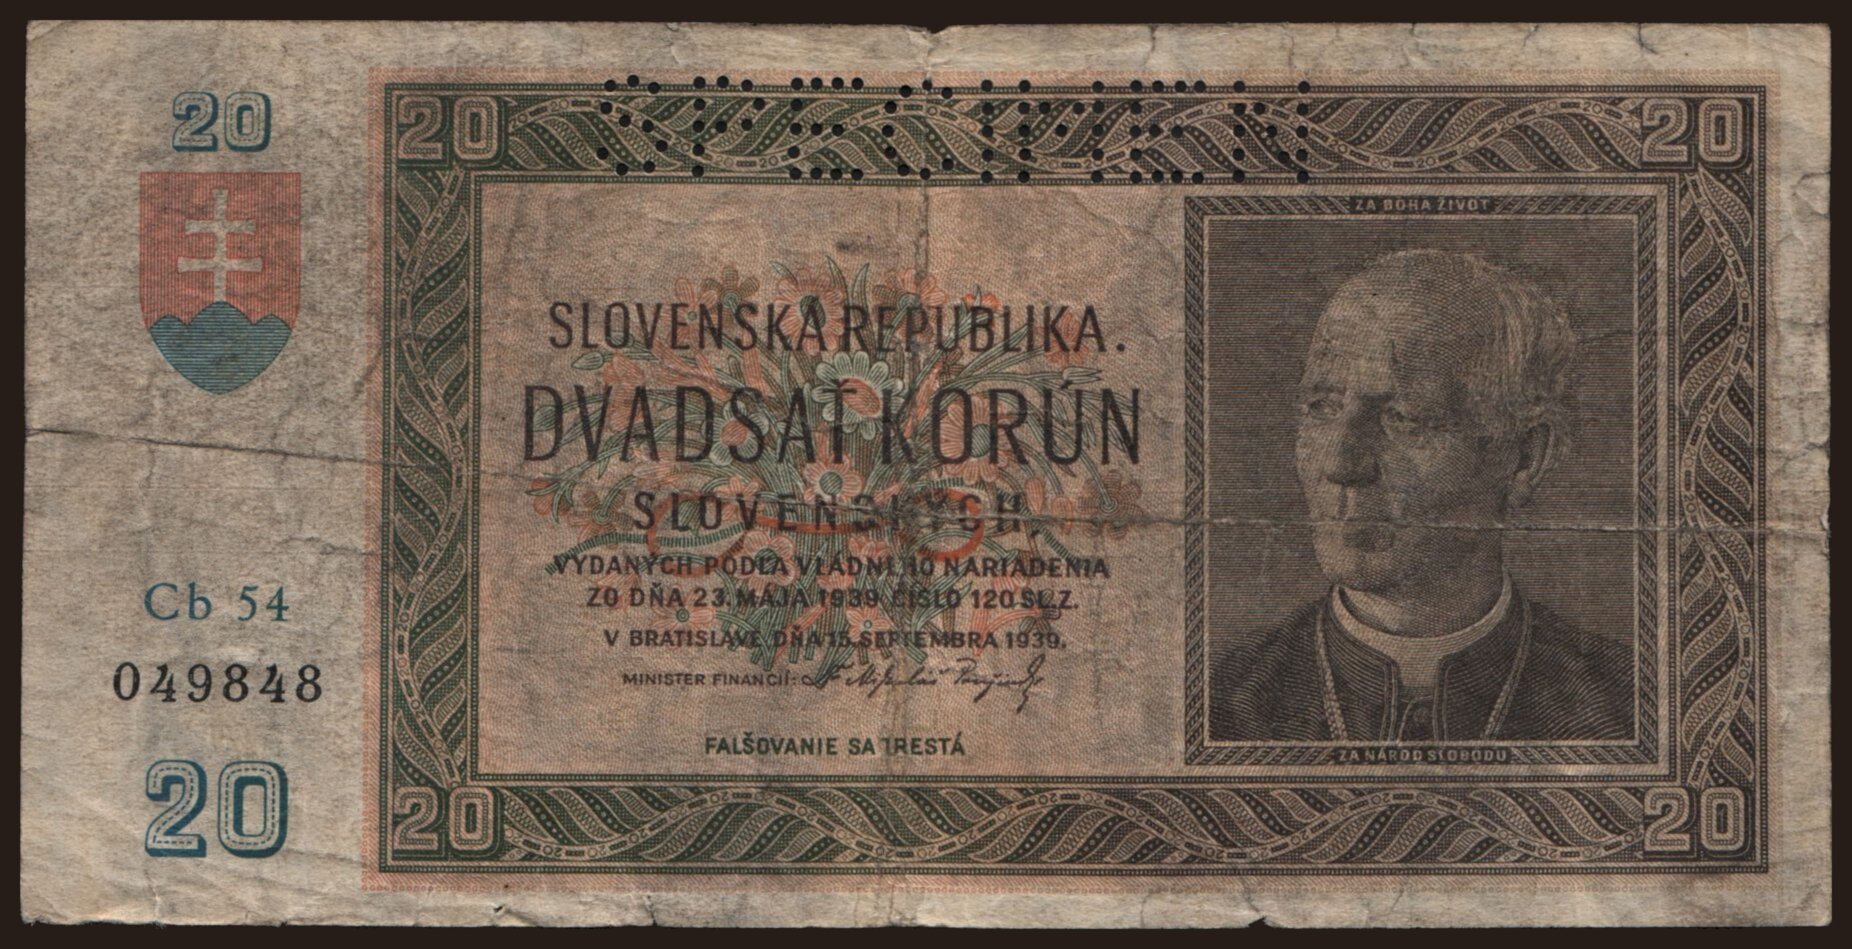 SPECIMEN
20
20 20
ZA BOHA ŽIVOT
SLOVENSKÁ REPUBLIKA.
DVADSAŤ KORÚN
SLOVENSKÝCH
VYDANÝCH PODĽA VLÁDNEHO NARIADENIA
ZO DŇA 23. MÁJA 1939 ČÍSLO 120 SL. Z.
V BRATISLAVE DŇA 15. SEPTEMBRA 1939.
MINISTER FINANCIÍ:
FALŠOVANIE SA TRESTÁ
ZA NÁROD SLOBODU
Cb 54
049848
20
20 20